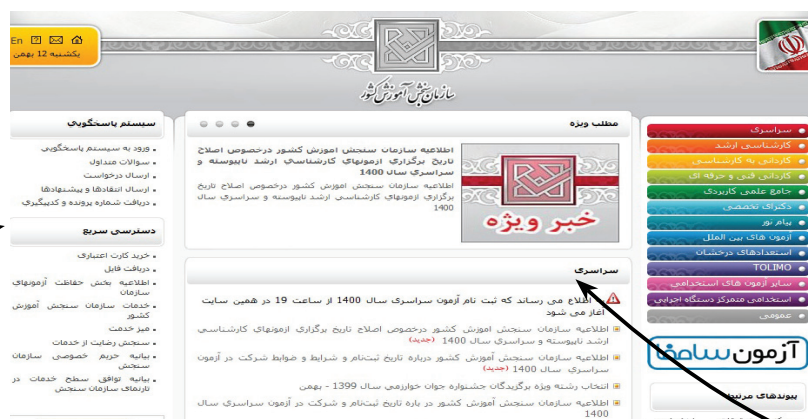 En
یکشنبه 12 بهمن
سازمان سنجش آموزش کشور
سراسری
کارشناسی ارشد
کاردانی به کارشناسی
کاردانی فنی و حرفه ای
جامع علمی کاربردی
دکترای تخصصی
پیام نور
آزمون های بین الملل
استعدادهای درخشان
TOLIMO
سایر آزمون های استخدامی
استخدامی متمرکز دستگاه اجرایی
عمومی
آزمون
پیوندهای مرتبط
مطلب ویژه
اطلاعیه سازمان سنجش آموزش کشور درخصوص اصلاح
تاریخ برگزاری آزمونهای کارشناسی ارشد ناپیوسته و
سراسری سال 1400
اطلاعیه سازمان سنجش آموزش کشور درخصوص اصلاح تاریخ
برگزاری آزمونهای کارشناسی ارشد ناپیوسته و سراسری سال
1400
خبر ویژه
سراسری
اطلاع می رساند که ثبت نام آزمون سراسری سال 1400 از ساعت 19 در همین سایت
آغاز می شود
اطلاعیه سازمان سنجش آموزش کشور درخصوص اصلاح تاریخ برگزاری آزمونهای کارشناسی
ارشد ناپیوسته و سراسری سال 1400 (جدید)
اطلاعیه سازمان سنجش آموزش کشور درباره تاریخ ثبت‌نام و شرایط و ضوابط شرکت در آزمون
سراسری سال 1400 (جدید)
انتخاب رشته ویژه برگزیدگان جشنواره جوان خوارزمی سال 1399 - بهمن
اطلاعیه سازمان سنجش آموزش کشور در باره تاریخ ثبت‌نام و شرکت در آزمون سراسری سال
1400
سیستم پاسخگویی
ورود به سیستم پاسخگویی
سوالات متداول
ارسال درخواست
ارسال انتقادها و پیشنهادها
دریافت شماره پرونده و کدپیگیری
دسترسی سریع
خرید کارت اعتباری
دریافت فایل
اطلاعیه بخش حفاظت آزمونهای
سازمان
خدمات سازمان سنجش آموزش
کشور
میز خدمت
سنجش رضایت از خدمات
بیانیه حریم خصوصی سازمان
سنجش
بیانیه توافق سطح خدمات در
تارنمای سازمان سنجش